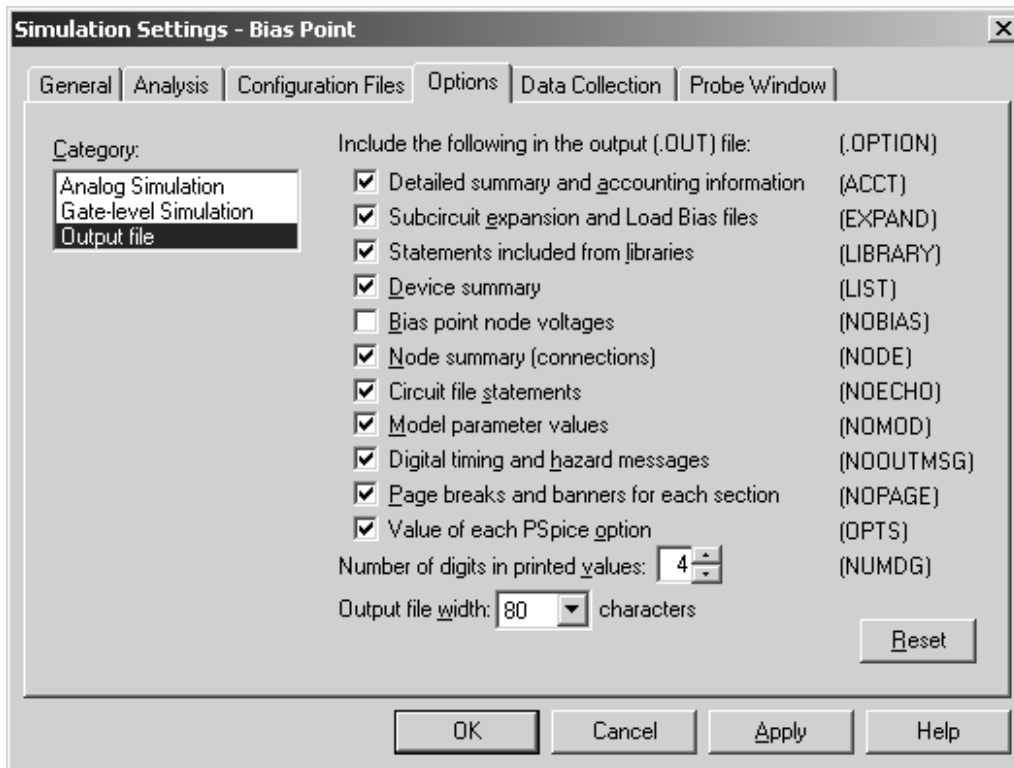 Simulation Settings - Bias Point
General Analysis Configuration Files Options Data Collection Probe Window
Category:
Analog Simulation
Gate-level Simulation
Output file
Include the following in the output (.OUT) file: (.OPTION)
Detailed summary and accounting information (ACCT)
Subcircuit expansion and Load Bias files (EXPAND)
Statements included from libraries (LIBRARY)
Device summary (LIST)
Bias point node voltages (NOBIAS)
Node summary (connections) (NODE)
Circuit file statements (NOECHO)
Model parameter values (NOMOD)
Digital timing and hazard messages (NOOUTMSG)
Page breaks and banners for each section (NOPAGE)
Value of each PSpice option (OPTS)
Number of digits in printed values: 4 (NUMDG)
Output file width: 80 characters
Reset
OK Cancel Apply Help